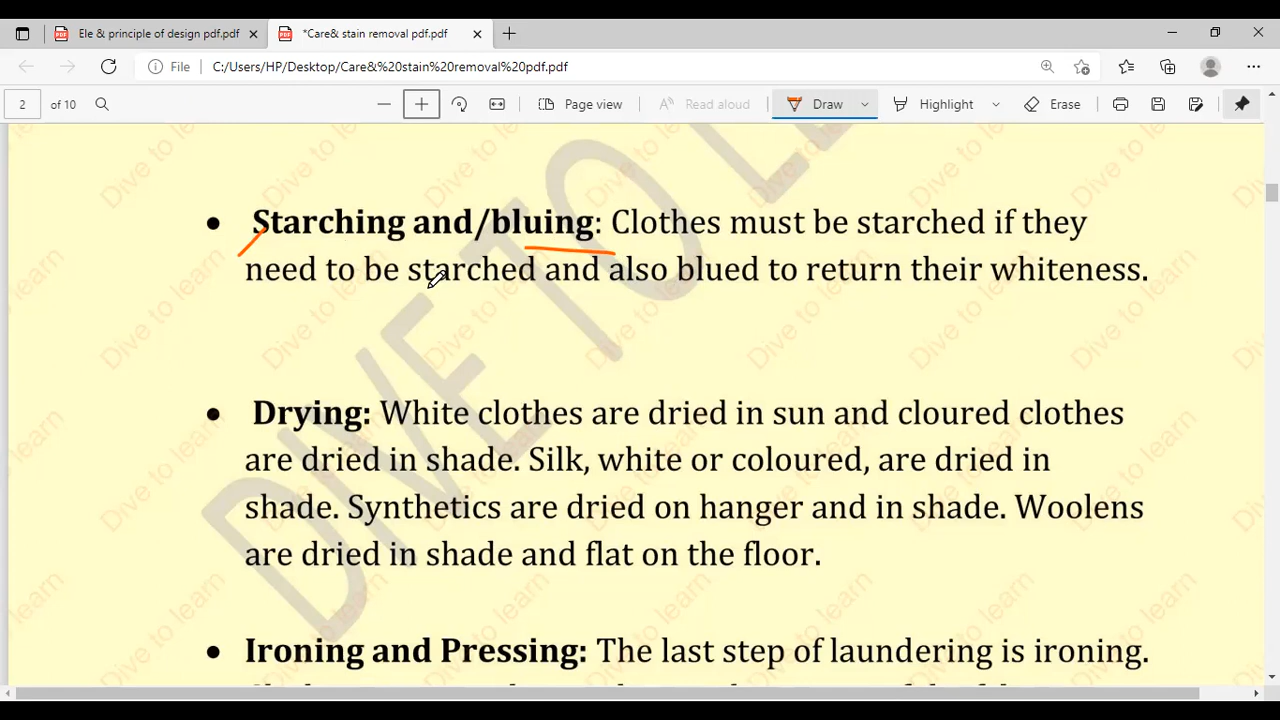 Ele & principle of design pdf.pdf
*Care& stain removal pdf.pdf
File
C:/Users/HP/Desktop/Care&%20stain%20removal%20pdf.pdf
2 of 10
Page view
Read aloud
Draw
Highlight
Erase
• Starching and/bluing: Clothes must be starched if they
need to be starched and also blued to return their whiteness.
• Drying: White clothes are dried in sun and cloured clothes
are dried in shade. Silk, white or coloured, are dried in
shade. Synthetics are dried on hanger and in shade. Woolens
are dried in shade and flat on the floor.
• Ironing and Pressing: The last step of laundering is ironing.
DIVE TO LE
Dive to learn